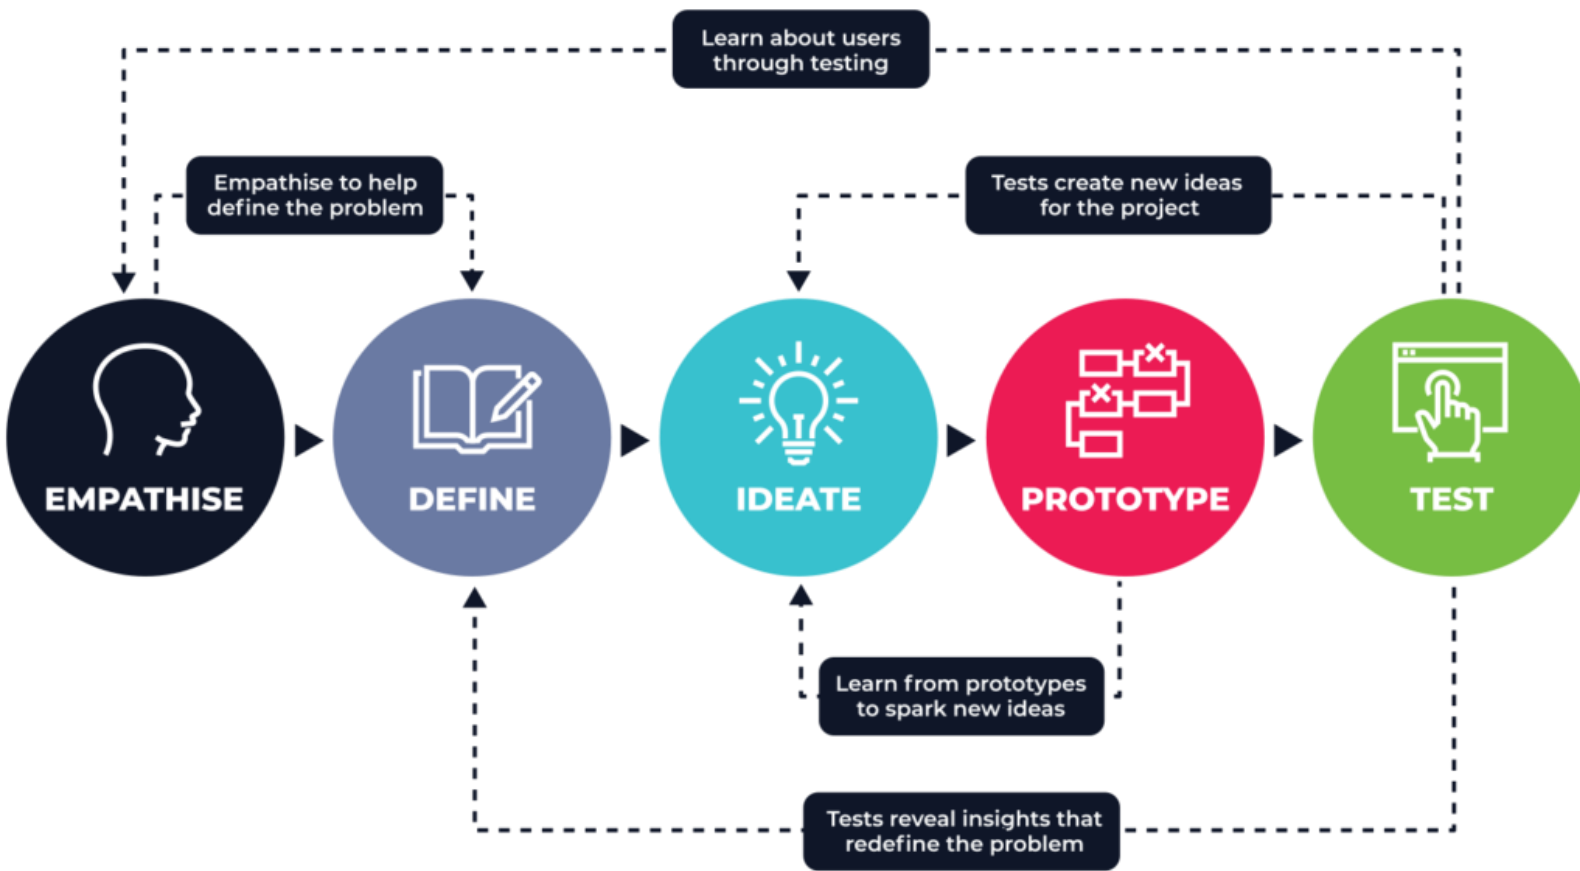 Learn about users
through testing
Empathise to help
define the problem
Tests create new ideas
for the project
EMPATHISE
DEFINE
IDEATE
PROTOTYPE
TEST
Learn from prototypes
to spark new ideas
Tests reveal insights that
redefine the problem